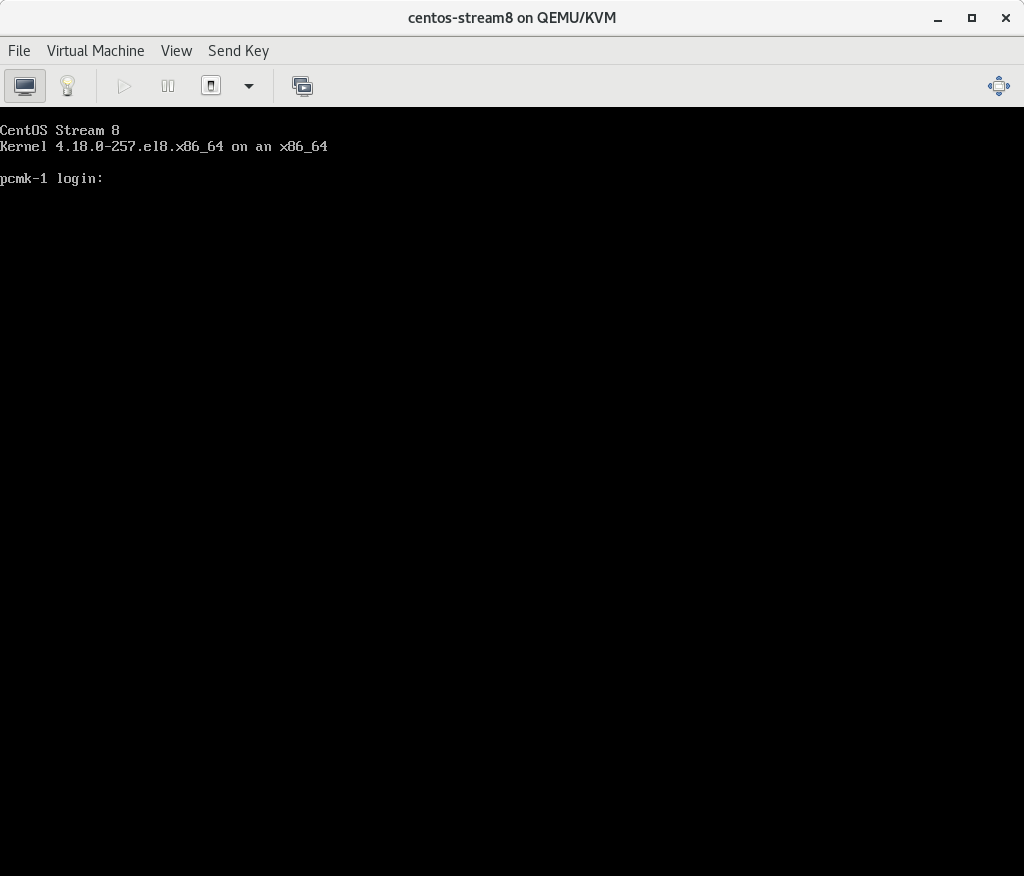 centos-stream8 on QEMU/KVM
File Virtual Machine View Send Key
CentOS Stream 8
Kernel 4.18.0-257.el8.x86_64 on an x86_64
pcmk-1 login: